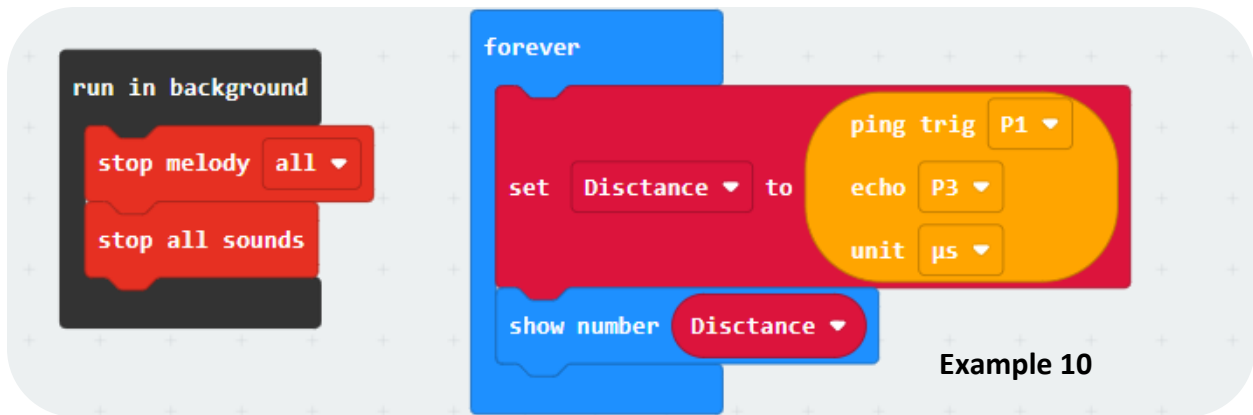 run in background
stop melody all
stop all sounds
forever
set Disctance to
ping trig P1
echo P3
unit µs
show number Disctance
Example 10